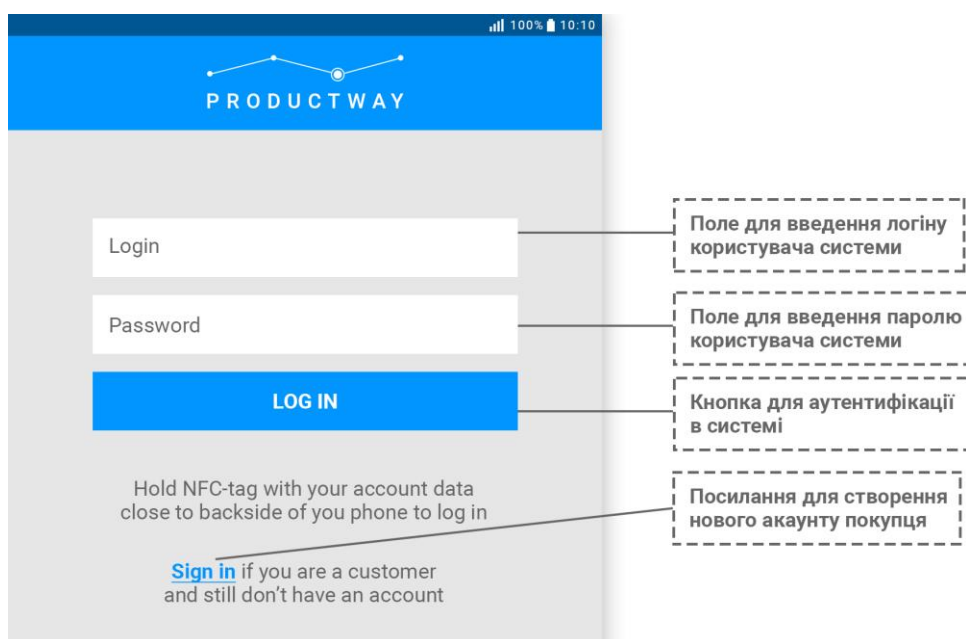 100% 10:10
PRODUCTWAY
Login
Password
LOG IN
Hold NFC-tag with your account data
close to backside of you phone to log in
Sign in if you are a customer
and still don't have an account
Поле для введення логіну
користувача системи
Поле для введення паролю
користувача системи
Кнопка для аутентифікації
в системі
Посилання для створення
нового акаунту покупця